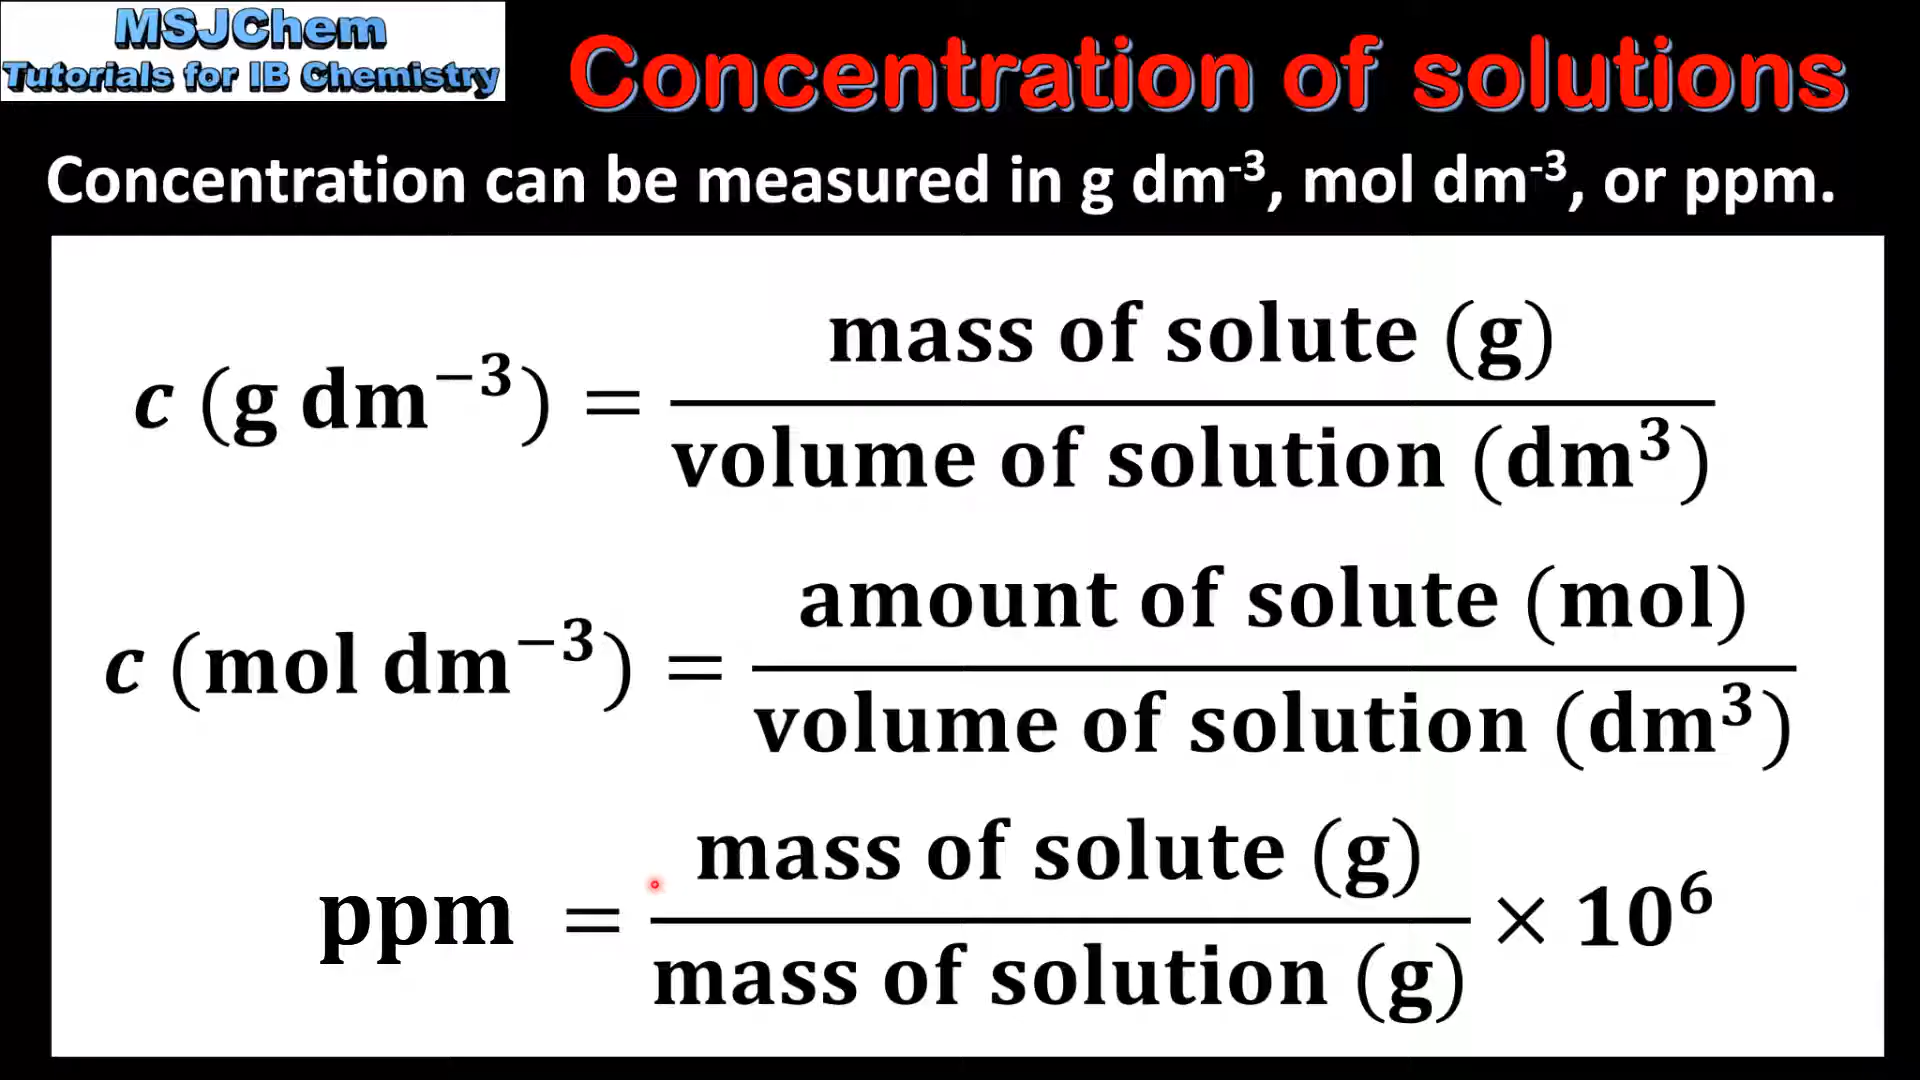 MSJChem
Tutorials for IB Chemistry
Concentration of solutions
Concentration can be measured in g dm⁻³, mol dm⁻³, or ppm.
c (g dm⁻³) = mass of solute (g) / volume of solution (dm³)
c (mol dm⁻³) = amount of solute (mol) / volume of solution (dm³)
ppm = mass of solute (g) / mass of solution (g) × 10⁶